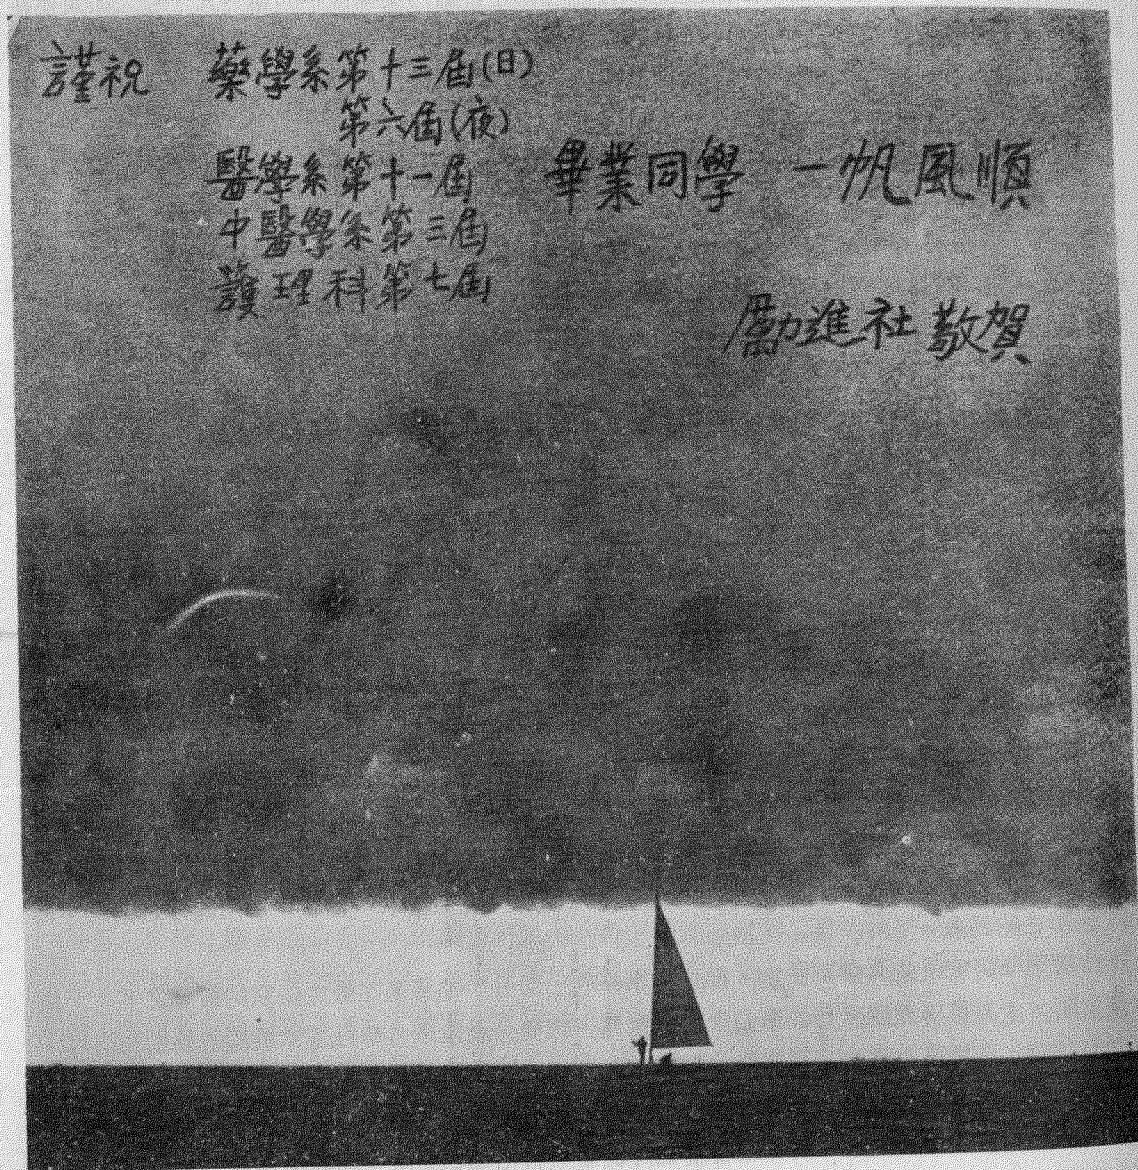 謹祝 藥學系第十三屆(日)
第六屆(夜)
醫學系第十一屆 畢業同學 一帆風順
中醫學系第三屆
護理科第七屆
勵進社 敬賀